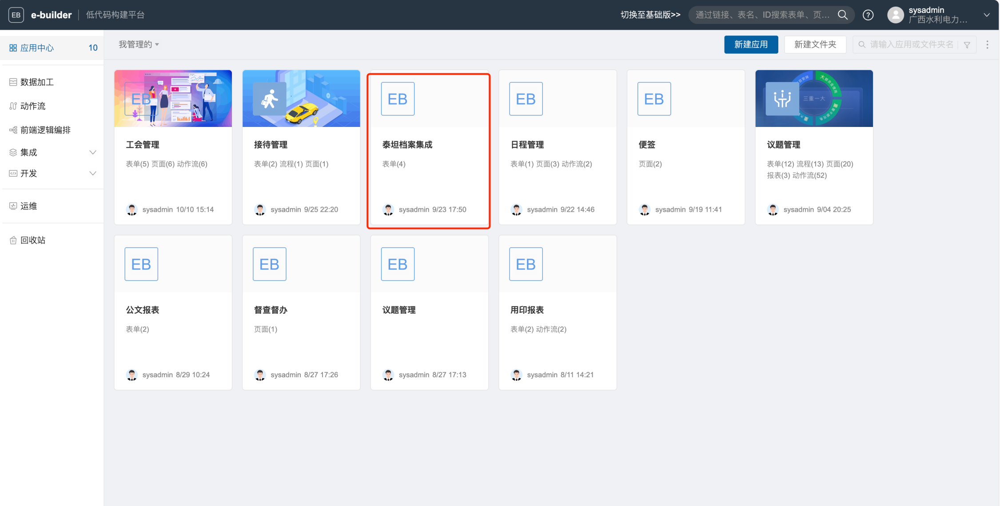 EB e-builder 低代码构建平台
切换至基础版>>
通过链接、表名、ID搜索表单、页...
sysadmin
广西水利电力...
应用中心 10
数据加工
动作流
前端逻辑编排
集成
开发
运维
回收站
我管理的
新建应用
新建文件夹
请输入应用或文件夹名
EB
工会管理
表单(5) 页面(6) 动作流(6)
sysadmin 10/10 15:14
接待管理
表单(2) 流程(1) 页面(1)
sysadmin 9/25 22:20
EB
泰坦档案集成
表单(4)
sysadmin 9/23 17:50
EB
日程管理
表单(1) 页面(3) 动作流(2)
sysadmin 9/22 14:46
EB
便签
页面(2)
sysadmin 9/19 11:41
三重一大
议题管理
表单(12) 流程(13) 页面(20)
报表(3) 动作流(52)
sysadmin 9/04 20:25
EB
公文报表
表单(2)
sysadmin 8/29 10:24
EB
督查督办
页面(1)
sysadmin 8/27 17:26
EB
议题管理
sysadmin 8/27 17:13
EB
用印报表
表单(2) 动作流(2)
sysadmin 8/11 14:21